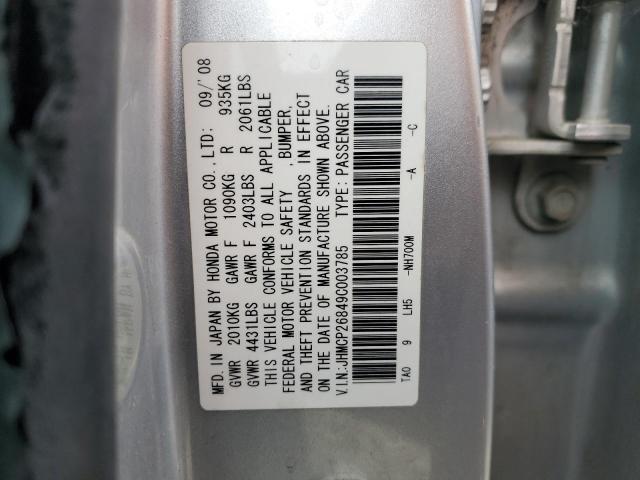 MFD. IN JAPAN BY HONDA MOTOR CO., LTD: 09/'08
GVWR 2010KG GAWR F 1090KG R 935KG
GVWR 4431LBS GAWR F 2403LBS R 2061LBS
THIS VEHICLE CONFORMS TO ALL APPLICABLE
FEDERAL MOTOR VEHICLE SAFETY ,BUMPER,
AND THEFT PREVENTION STANDARDS IN EFFECT
ON THE DATE OF MANUFACTURE SHOWN ABOVE.
V.I.N:JHMCP26849C003785 TYPE: PASSENGER CAR
TA0 9 LH5 -NH700M -A -C